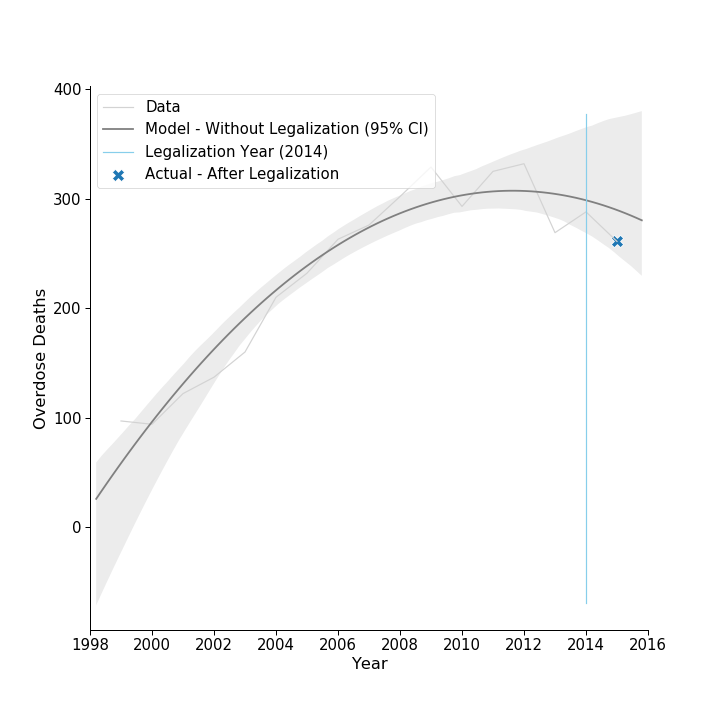 400
300
200
100
0
Overdose Deaths
Data
Model - Without Legalization (95% CI)
Legalization Year (2014)
Actual - After Legalization
1998 2000 2002 2004 2006 2008 2010 2012 2014 2016
Year